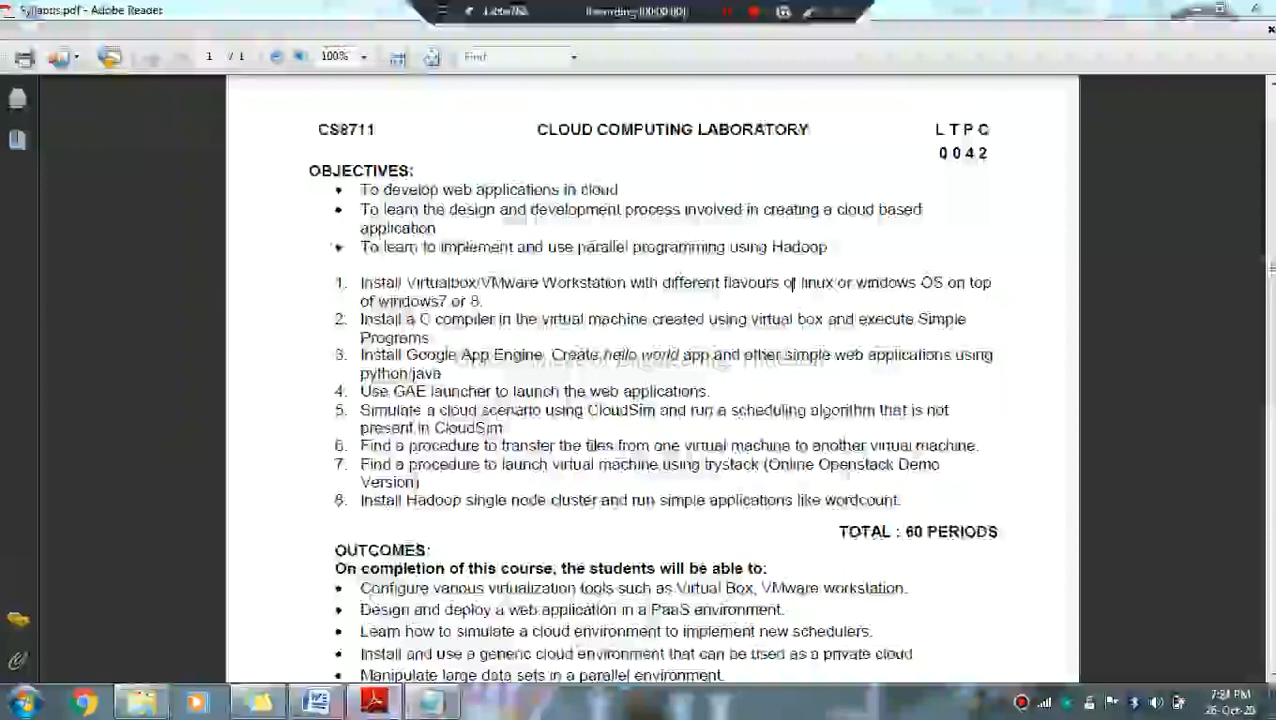 Syllabus.pdf - Adobe Reader
Recording [00:00:00]
1 / 1
100%
Find
CS8711 CLOUD COMPUTING LABORATORY L T P C
0 0 4 2
OBJECTIVES:
• To develop web applications in cloud
• To learn the design and development process involved in creating a cloud based
application
• To learn to implement and use parallel programming using Hadoop
1. Install Virtualbox/VMware Workstation with different flavours of linux or windows OS on top
of windows7 or 8.
2. Install a C compiler in the virtual machine created using virtual box and execute Simple
Programs
3. Install Google App Engine. Create hello world app and other simple web applications using
python/java
4. Use GAE launcher to launch the web applications.
5. Simulate a cloud scenario using CloudSim and run a scheduling algorithm that is not
present in CloudSim
6. Find a procedure to transfer the files from one virtual machine to another virtual machine.
7. Find a procedure to launch virtual machine using trystack (Online Openstack Demo
Version)
8. Install Hadoop single node cluster and run simple applications like wordcount.
TOTAL : 60 PERIODS
OUTCOMES:
On completion of this course, the students will be able to:
• Configure various virtualization tools such as Virtual Box, VMware workstation.
• Design and deploy a web application in a PaaS environment.
• Learn how to simulate a cloud environment to implement new schedulers.
• Install and use a generic cloud environment that can be used as a private cloud
• Manipulate large data sets in a parallel environment.
26-Oct-20